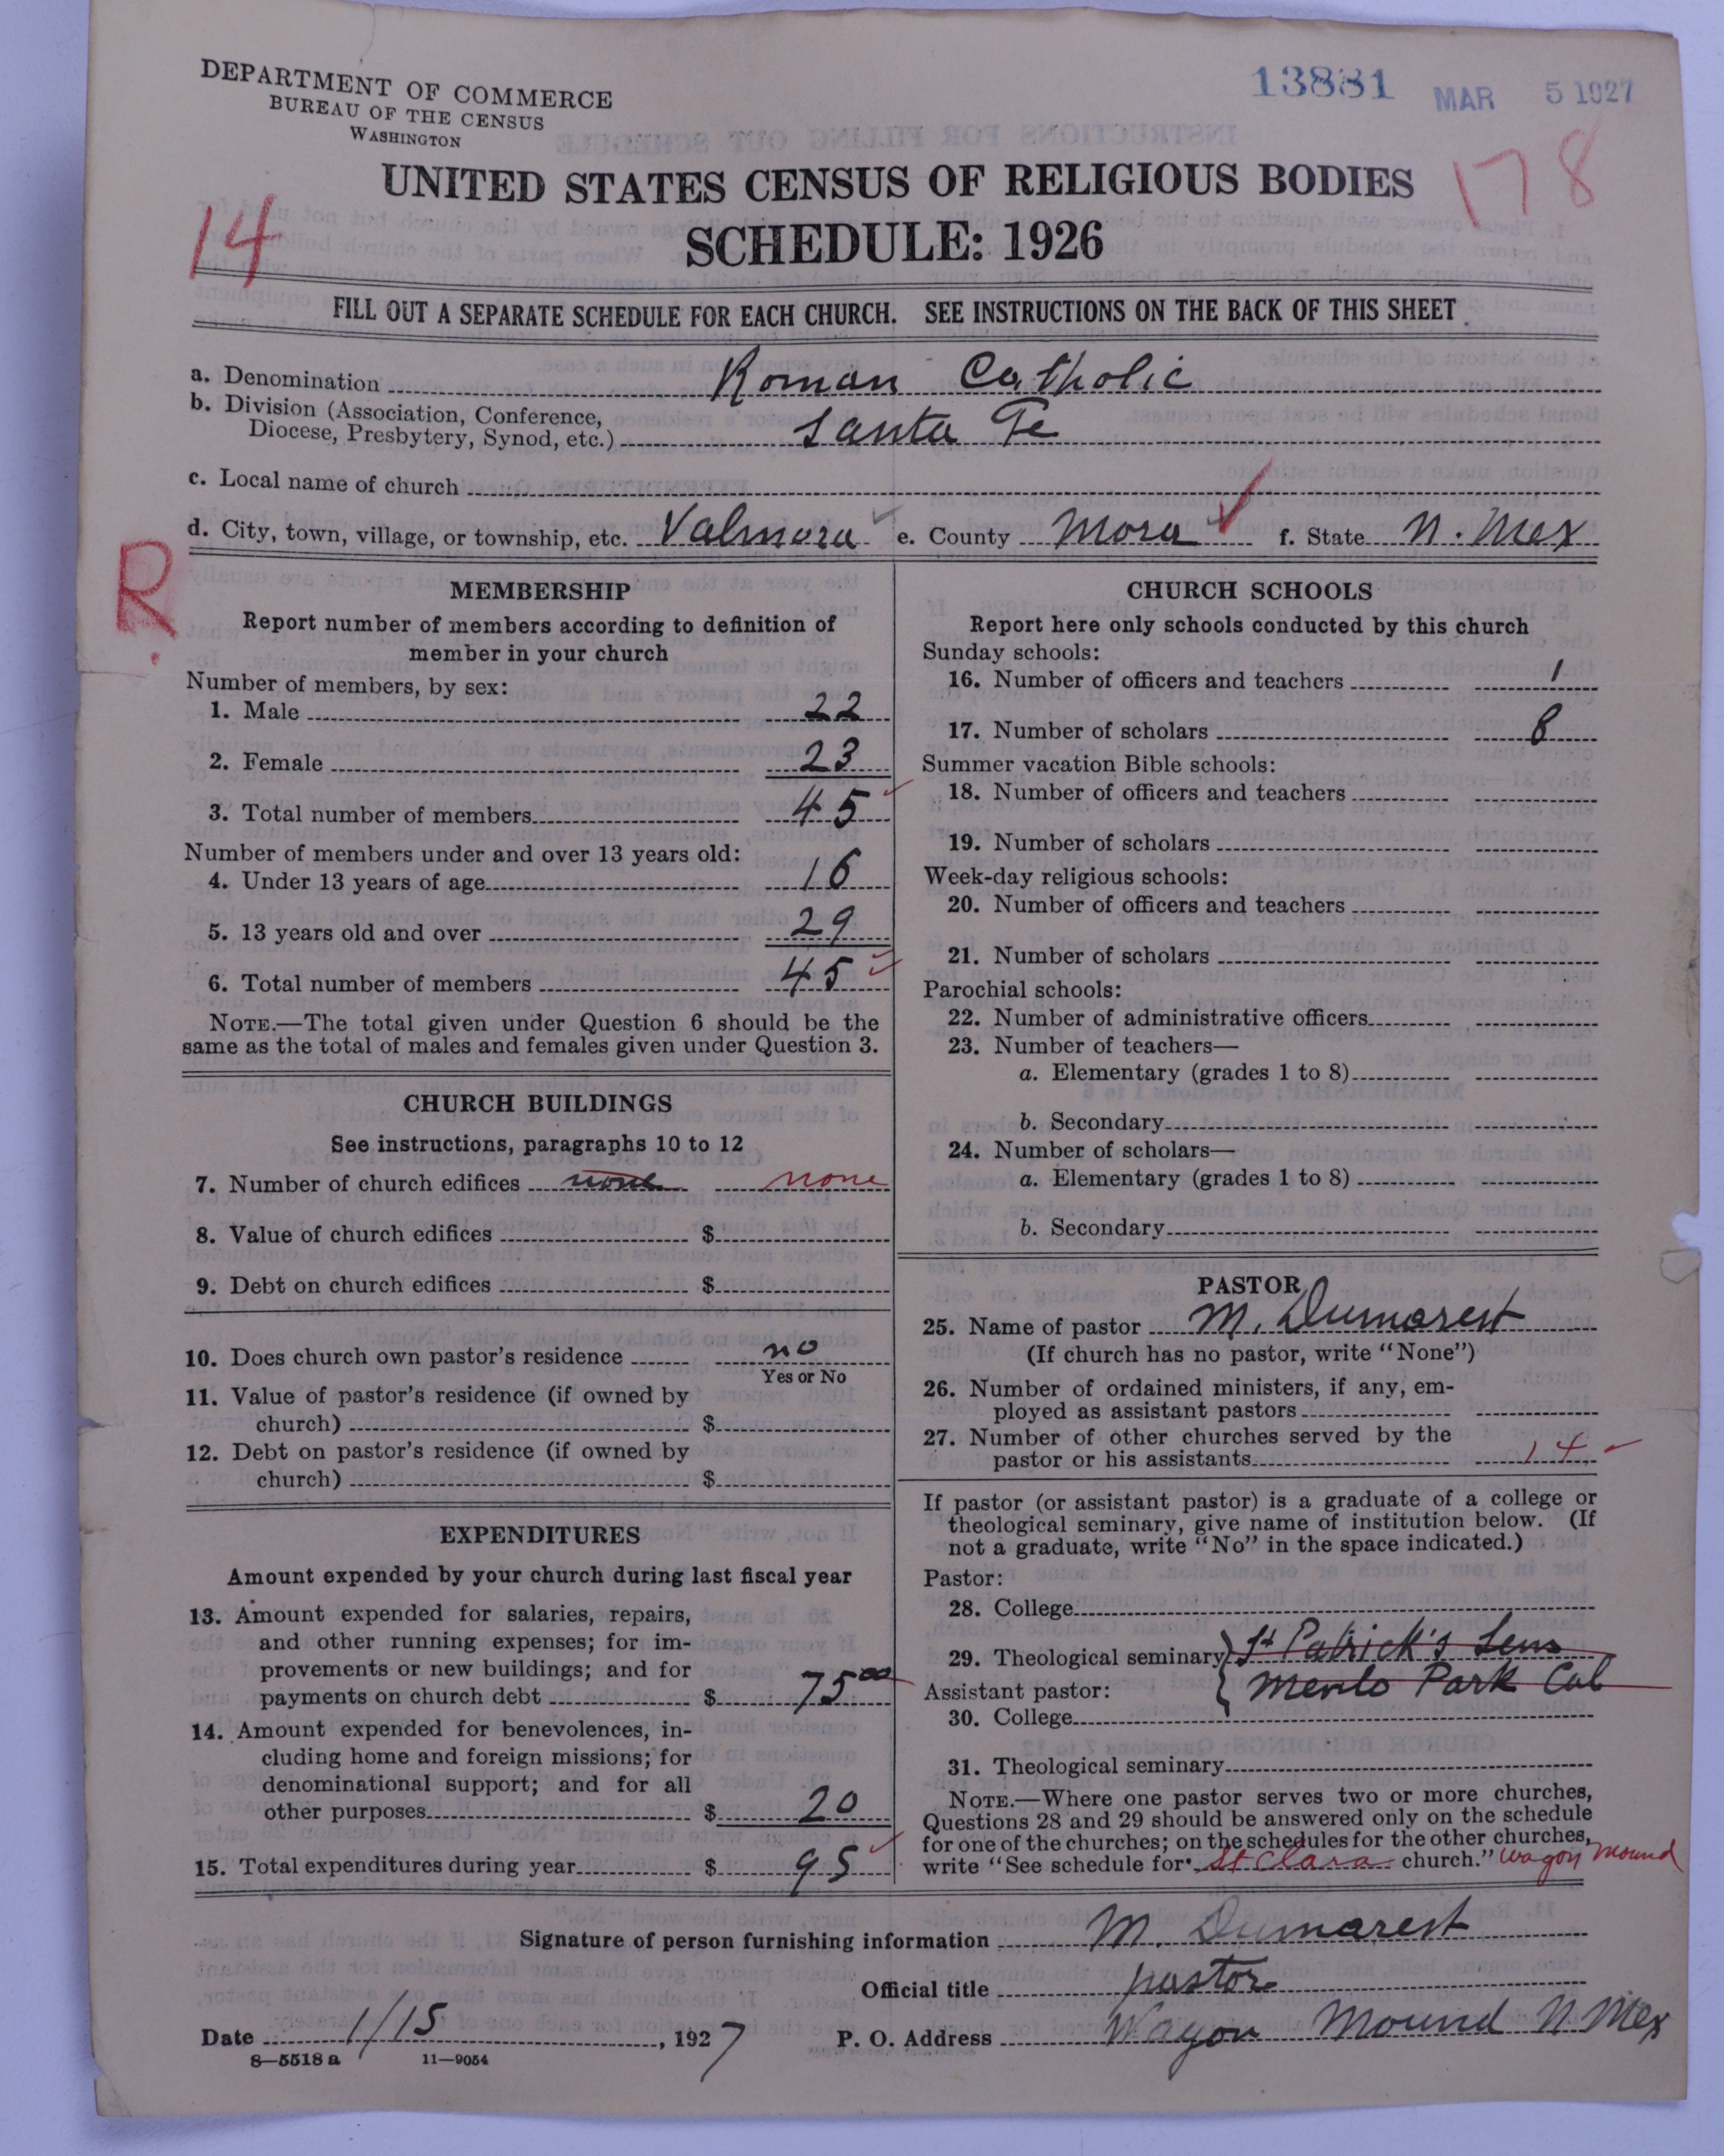 DEPARTMENT OF COMMERCE
BUREAU OF THE CENSUS
WASHINGTON
13881 MAR 5 1927
178
14
UNITED STATES CENSUS OF RELIGIOUS BODIES
SCHEDULE: 1926
FILL OUT A SEPARATE SCHEDULE FOR EACH CHURCH. SEE INSTRUCTIONS ON THE BACK OF THIS SHEET
a. Denomination Roman Catholic
b. Division (Association, Conference,
Diocese, Presbytery, Synod, etc.) Santa Fe
c. Local name of church
d. City, town, village, or township, etc. Valmora e. County Mora f. State N. Mex
R
MEMBERSHIP
Report number of members according to definition of
member in your church
Number of members, by sex:
1. Male 22
2. Female 23
3. Total number of members 45
Number of members under and over 13 years old:
4. Under 13 years of age 16
5. 13 years old and over 29
6. Total number of members 45
NOTE.—The total given under Question 6 should be the
same as the total of males and females given under Question 3.
CHURCH BUILDINGS
See instructions, paragraphs 10 to 12
7. Number of church edifices none none
8. Value of church edifices $
9. Debt on church edifices $
10. Does church own pastor's residence no
Yes or No
11. Value of pastor's residence (if owned by
church) $
12. Debt on pastor's residence (if owned by
church) $
EXPENDITURES
Amount expended by your church during last fiscal year
13. Amount expended for salaries, repairs,
and other running expenses; for im-
provements or new buildings; and for
payments on church debt $ 75 00
14. Amount expended for benevolences, in-
cluding home and foreign missions; for
denominational support; and for all
other purposes $ 20
15. Total expenditures during year $ 95
CHURCH SCHOOLS
Report here only schools conducted by this church
Sunday schools:
16. Number of officers and teachers 1
17. Number of scholars 8
Summer vacation Bible schools:
18. Number of officers and teachers
19. Number of scholars
Week-day religious schools:
20. Number of officers and teachers
21. Number of scholars
Parochial schools:
22. Number of administrative officers
23. Number of teachers—
a. Elementary (grades 1 to 8)
b. Secondary
24. Number of scholars—
a. Elementary (grades 1 to 8)
b. Secondary
PASTOR
25. Name of pastor M. Dumarest
(If church has no pastor, write "None")
26. Number of ordained ministers, if any, em-
ployed as assistant pastors
27. Number of other churches served by the
pastor or his assistants 14
If pastor (or assistant pastor) is a graduate of a college or
theological seminary, give name of institution below. (If
not a graduate, write "No" in the space indicated.)
Pastor:
28. College
29. Theological seminary St Patrick's Sem
Assistant pastor: Menlo Park Cal
30. College
31. Theological seminary
NOTE.—Where one pastor serves two or more churches,
Questions 28 and 29 should be answered only on the schedule
for one of the churches; on the schedules for the other churches,
write "See schedule for St Clara church." Wagon Mound
Signature of person furnishing information M. Dumarest
Official title pastor
Date 1/15, 1927 P. O. Address Wagon Mound N. Mex
8—5518 a 11—9054